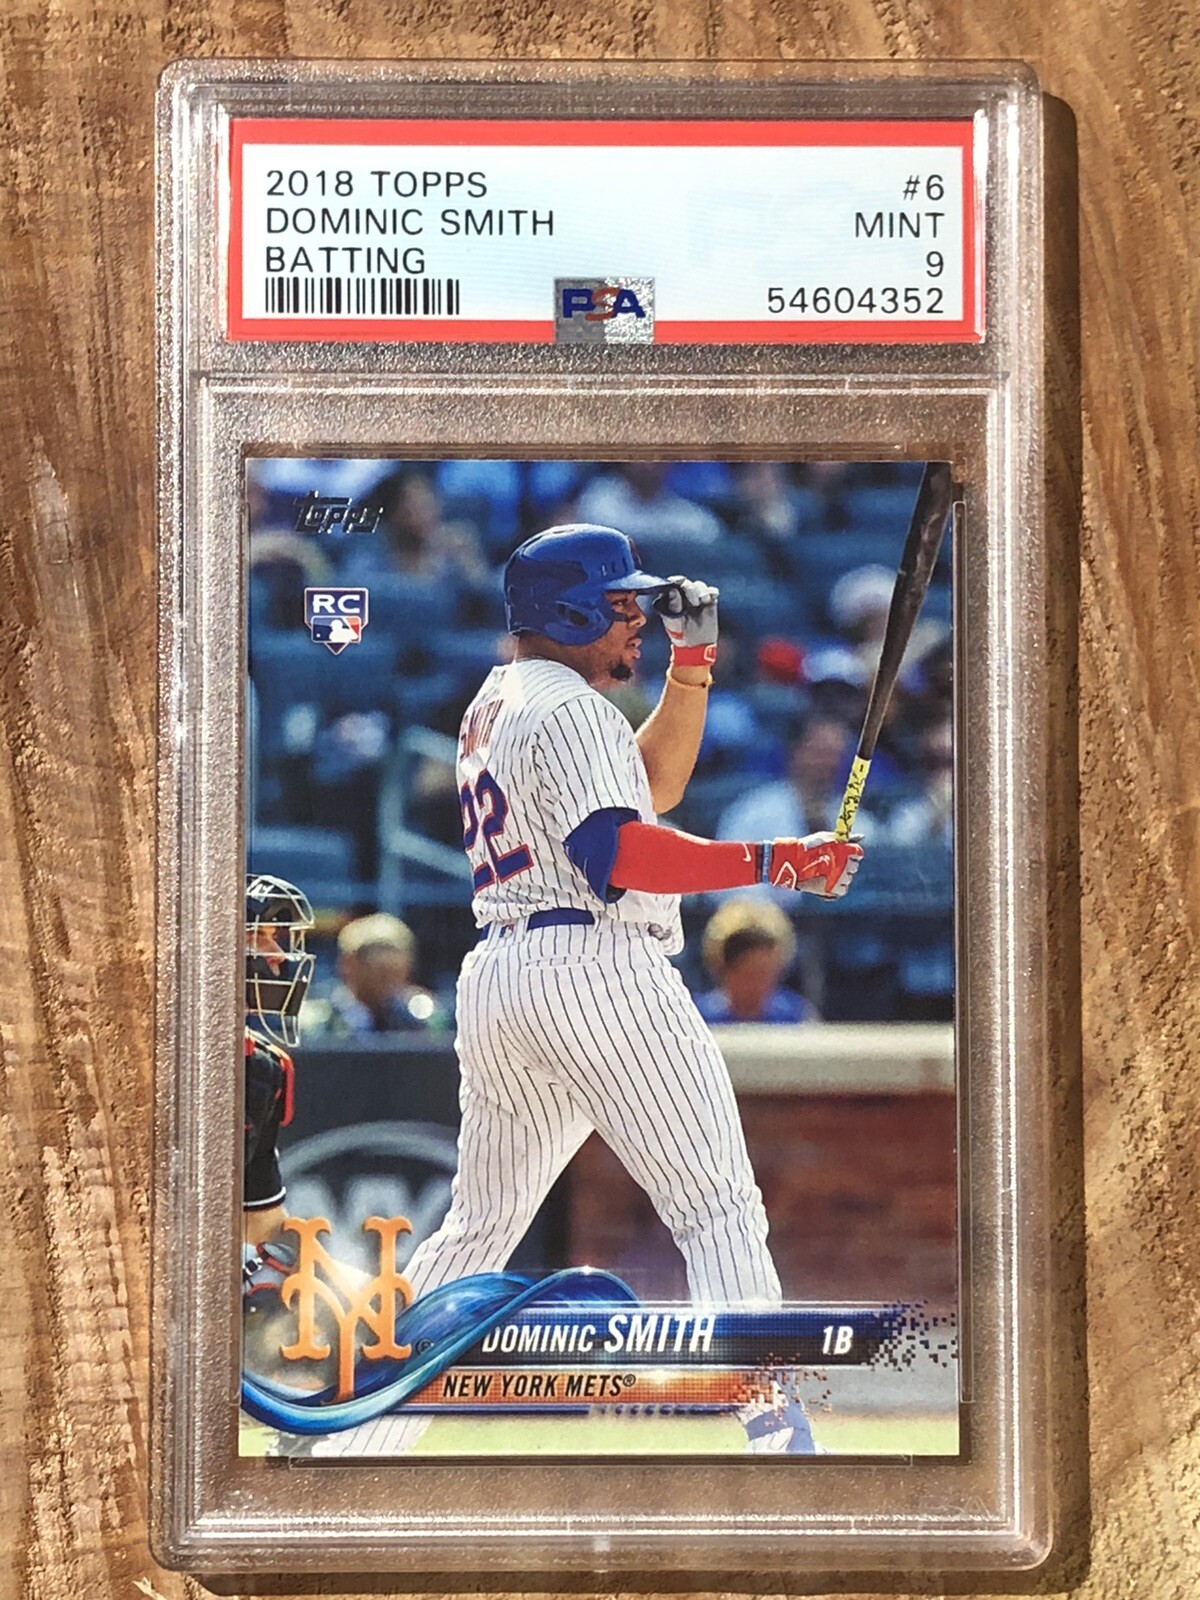 2018 TOPPS #6
DOMINIC SMITH MINT
BATTING 9
PSA 54604352
Topps
RC
SMITH
22
NY
DOMINIC SMITH 1B
NEW YORK METS®